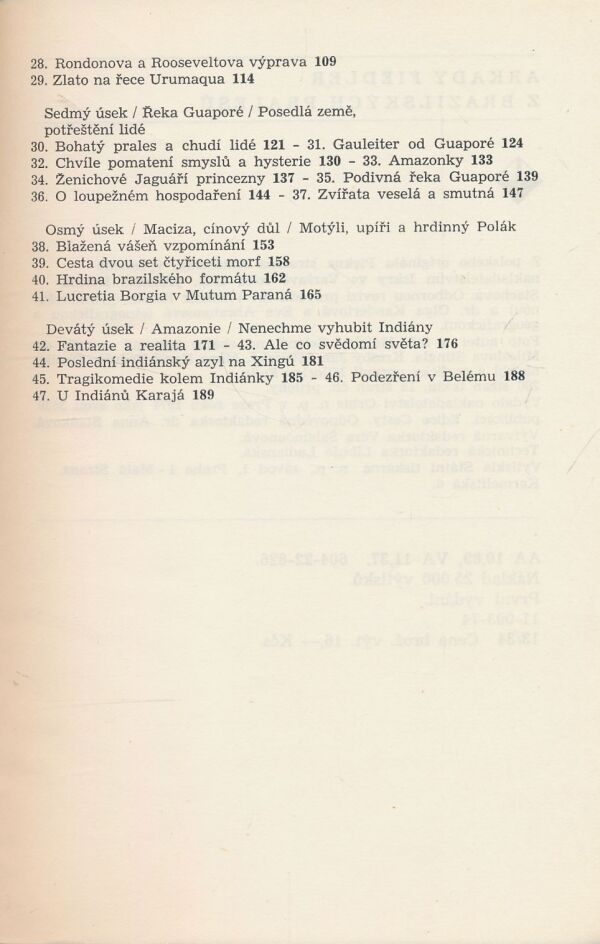 28. Rondonova a Rooseveltova výprava 109
29. Zlato na řece Urumaqua 114
Sedmý úsek / Řeka Guaporé / Posedlá země,
potřeštění lidé
30. Bohatý prales a chudí lidé 121 – 31. Gauleiter od Guaporé 124
32. Chvíle pomatení smyslů a hysterie 130 – 33. Amazonky 133
34. Ženichové Jaguáří princezny 137 – 35. Podivná řeka Guaporé 139
36. O loupežném hospodaření 144 – 37. Zvířata veselá a smutná 147
Osmý úsek / Maciza, cínový důl / Motýli, upíři a hrdinný Polák
38. Blažená vášeň vzpomínání 153
39. Cesta dvou set čtyřiceti morf 158
40. Hrdina brazilského formátu 162
41. Lucretia Borgia v Mutum Paraná 165
Devátý úsek / Amazonie / Nenechme vyhubit Indiány
42. Fantazie a realita 171 – 43. Ale co svědomí světa? 176
44. Poslední indiánský azyl na Xingú 181
45. Tragikomedie kolem Indiánky 185 – 46. Podezření v Belému 188
47. U Indiánů Karajá 189